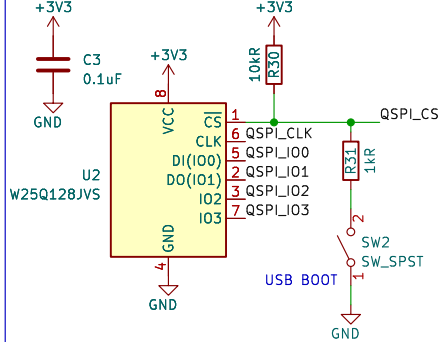 +3V3
+3V3
C3
0.1uF
GND
+3V3
10kR
R30
8
VCC
U2
W25Q128JVS
CS
CLK
DI(IO0)
DO(IO1)
IO2
IO3
GND
4
GND
1
6
5
2
3
7
QSPI_CS
QSPI_CLK
QSPI_IO0
QSPI_IO1
QSPI_IO2
QSPI_IO3
R31
1kR
2
SW2
SW_SPST
1
USB BOOT
GND